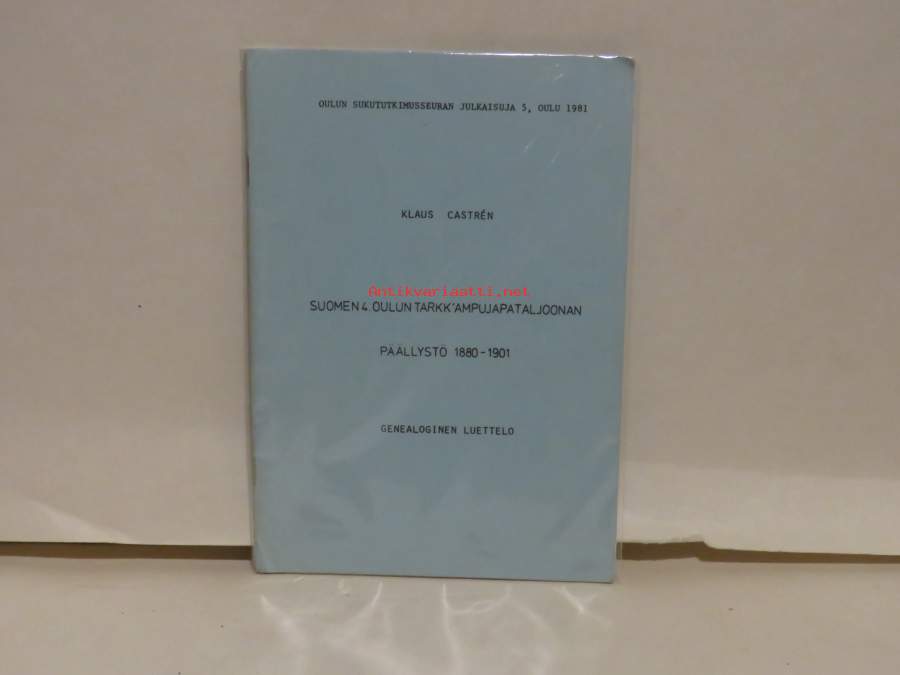 OULUN SUKUTUTKIMUSSEURAN JULKAISUJA 5, OULU 1981
KLAUS CASTRÉN
Antikvariaatti.net
SUOMEN 4. OULUN TARKK'AMPUJAPATALJOONAN
PÄÄLLYSTÖ 1880-1901
GENEALOGINEN LUETTELO